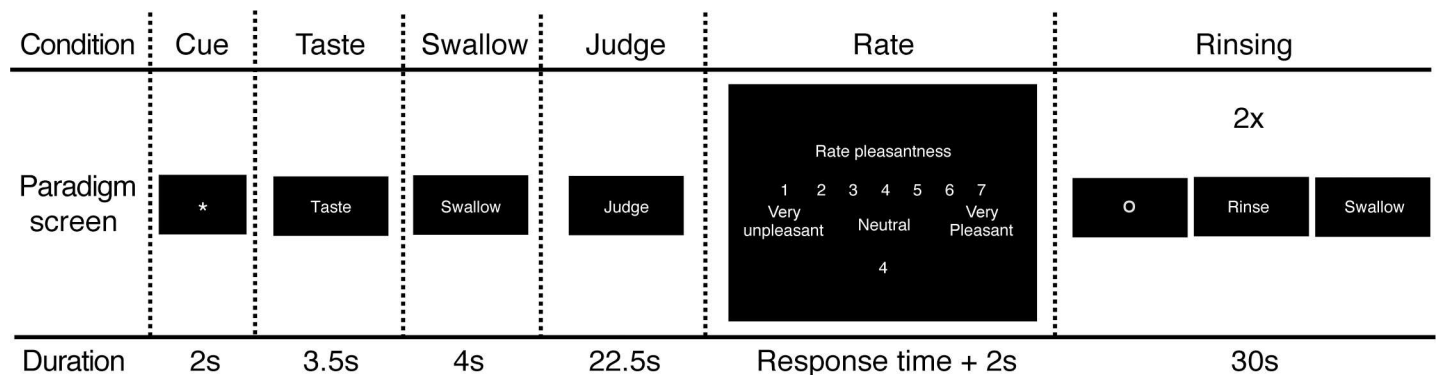 Condition Cue Taste Swallow Judge Rate Rinsing
2x
Rate pleasantness
1 2 3 4 5 6 7
Very unpleasant Neutral Very Pleasant
4
Paradigm screen * Taste Swallow Judge O Rinse Swallow
Duration 2s 3.5s 4s 22.5s Response time + 2s 30s